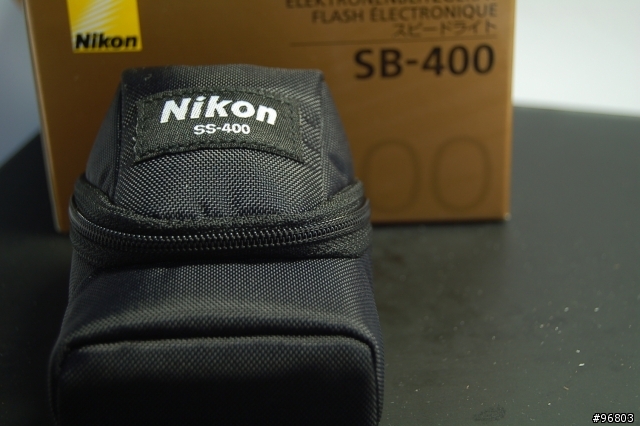 Nikon
FLASH ÉLECTRONIQUE
スピードライト
SB-400
Nikon
SS-400
#96803